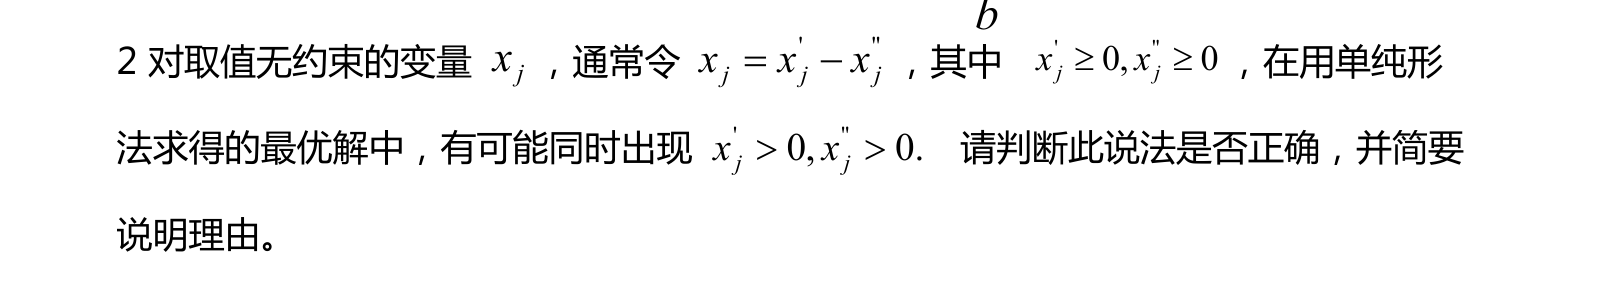 b
2 对取值无约束的变量 x_j ，通常令 x_j = x_j' − x_j'' ，其中 x_j' ≥ 0, x_j'' ≥ 0 ，在用单纯形
法求得的最优解中，有可能同时出现 x_j' > 0, x_j'' > 0. 请判断此说法是否正确，并简要
说明理由。